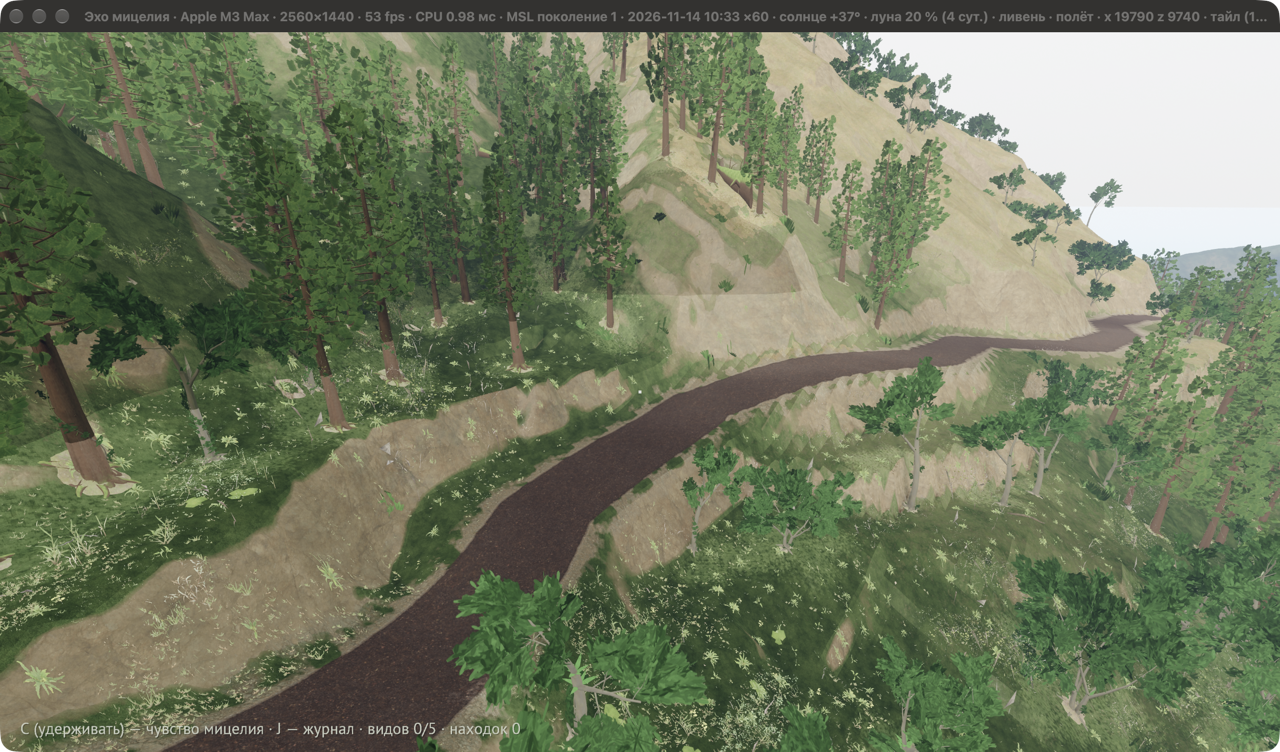 Эхо мицелия · Apple M3 Max · 2560×1440 · 53 fps · CPU 0.98 мс · MSL поколение 1 · 2026-11-14 10:33 ×60 · солнце +37° · луна 20 % (4 сут.) · ливень · полёт · x 19790 z 9740 · тайл (1...
C (удерживать) — чувство мицелия · J — журнал · видов 0/5 · находок 0